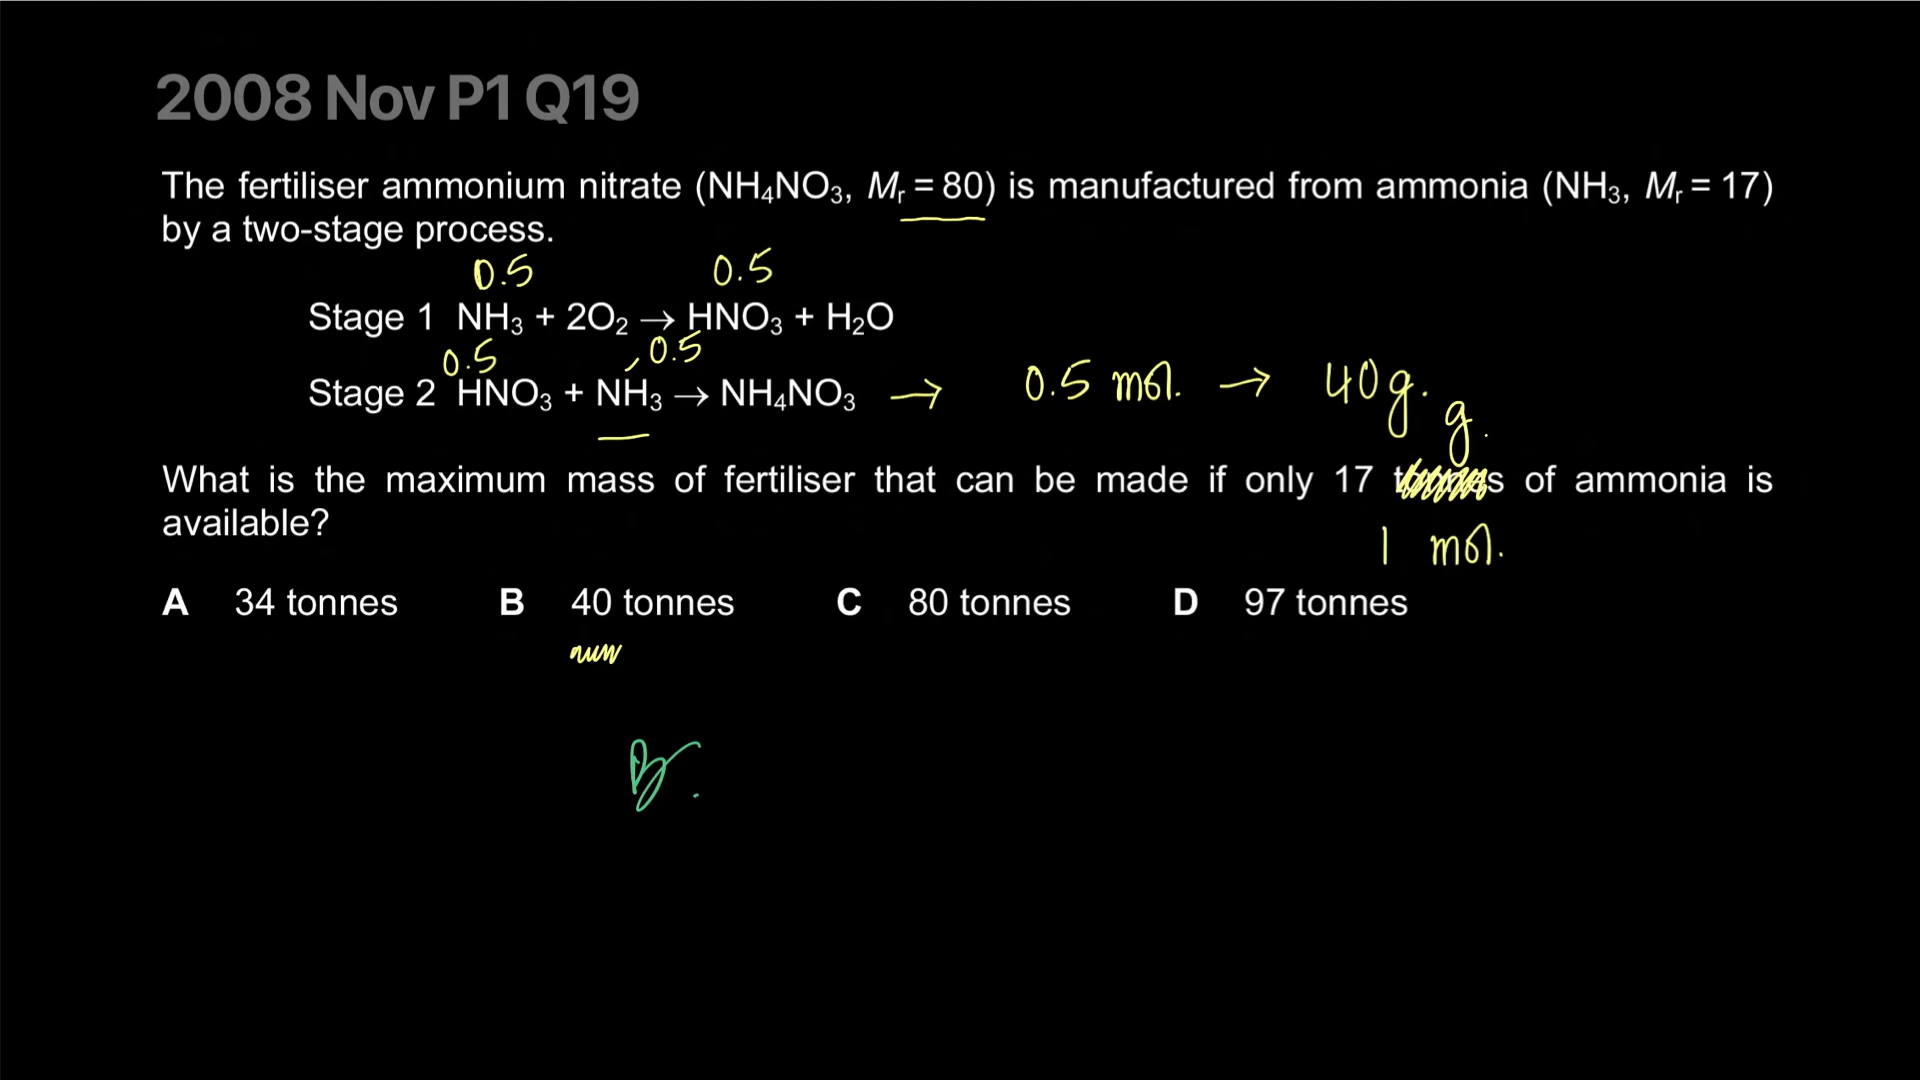 2008 Nov P1 Q19
The fertiliser ammonium nitrate (NH₄NO₃, Mᵣ = 80) is manufactured from ammonia (NH₃, Mᵣ = 17)
by a two-stage process.
0.5 0.5
Stage 1 NH₃ + 2O₂ → HNO₃ + H₂O
0.5 0.5
Stage 2 HNO₃ + NH₃ → NH₄NO₃ → 0.5 mol. → 40g.
g.
What is the maximum mass of fertiliser that can be made if only 17 tonnes of ammonia is
available?
1 mol.
A 34 tonnes B 40 tonnes C 80 tonnes D 97 tonnes
B.